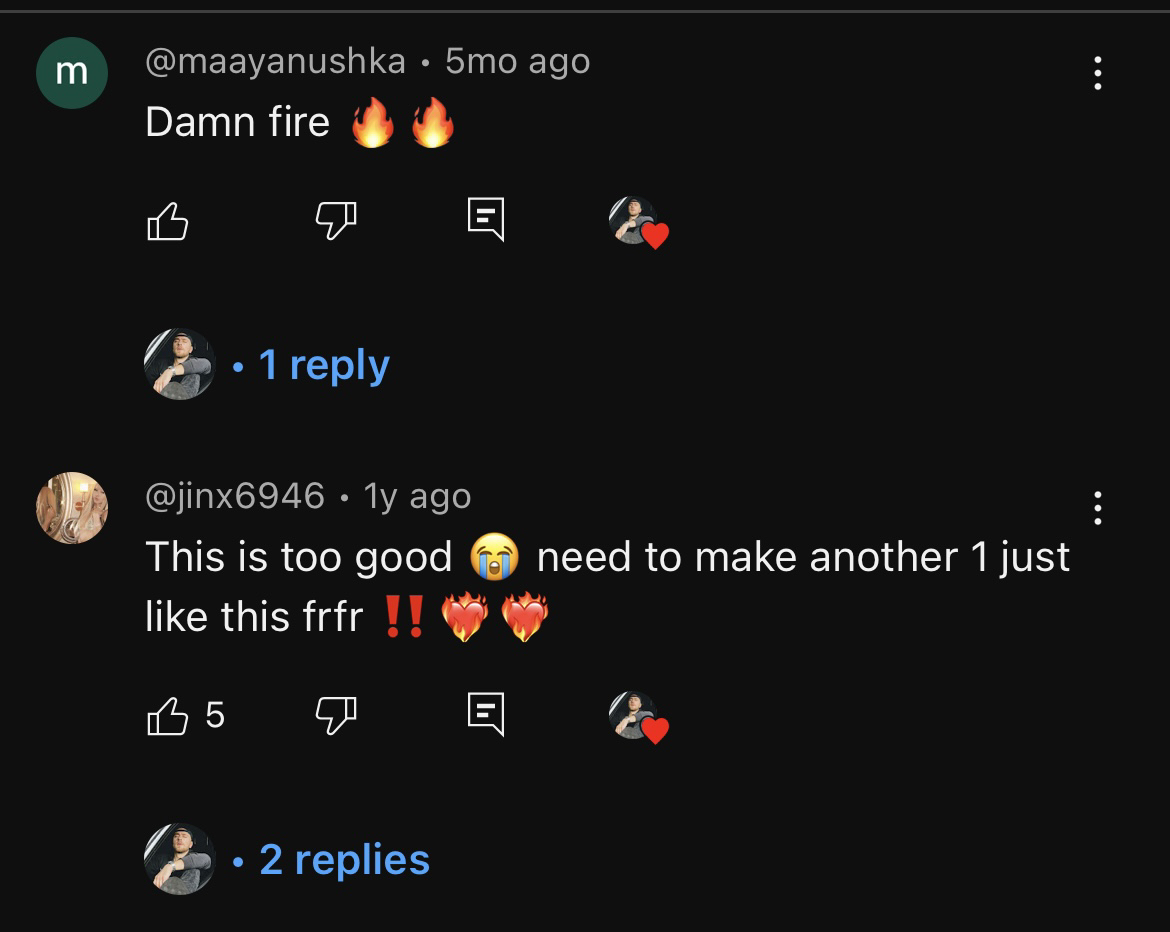 m
@maayanushka • 5mo ago
Damn fire 🔥🔥
• 1 reply
@jinx6946 • 1y ago
This is too good 😭 need to make another 1 just
like this frfr ‼️❤️‍🔥❤️‍🔥
5
• 2 replies